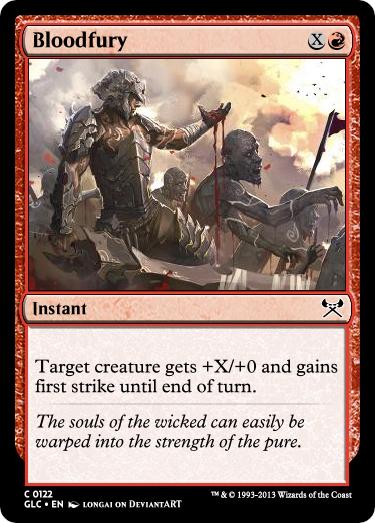 Bloodfury X
Instant
Target creature gets +X/+0 and gains
first strike until end of turn.
The souls of the wicked can easily be
warped into the strength of the pure.
C 0122
GLC • EN LONGAI ON DEVIANTART
™ & © 1993-2013 Wizards of the Coast